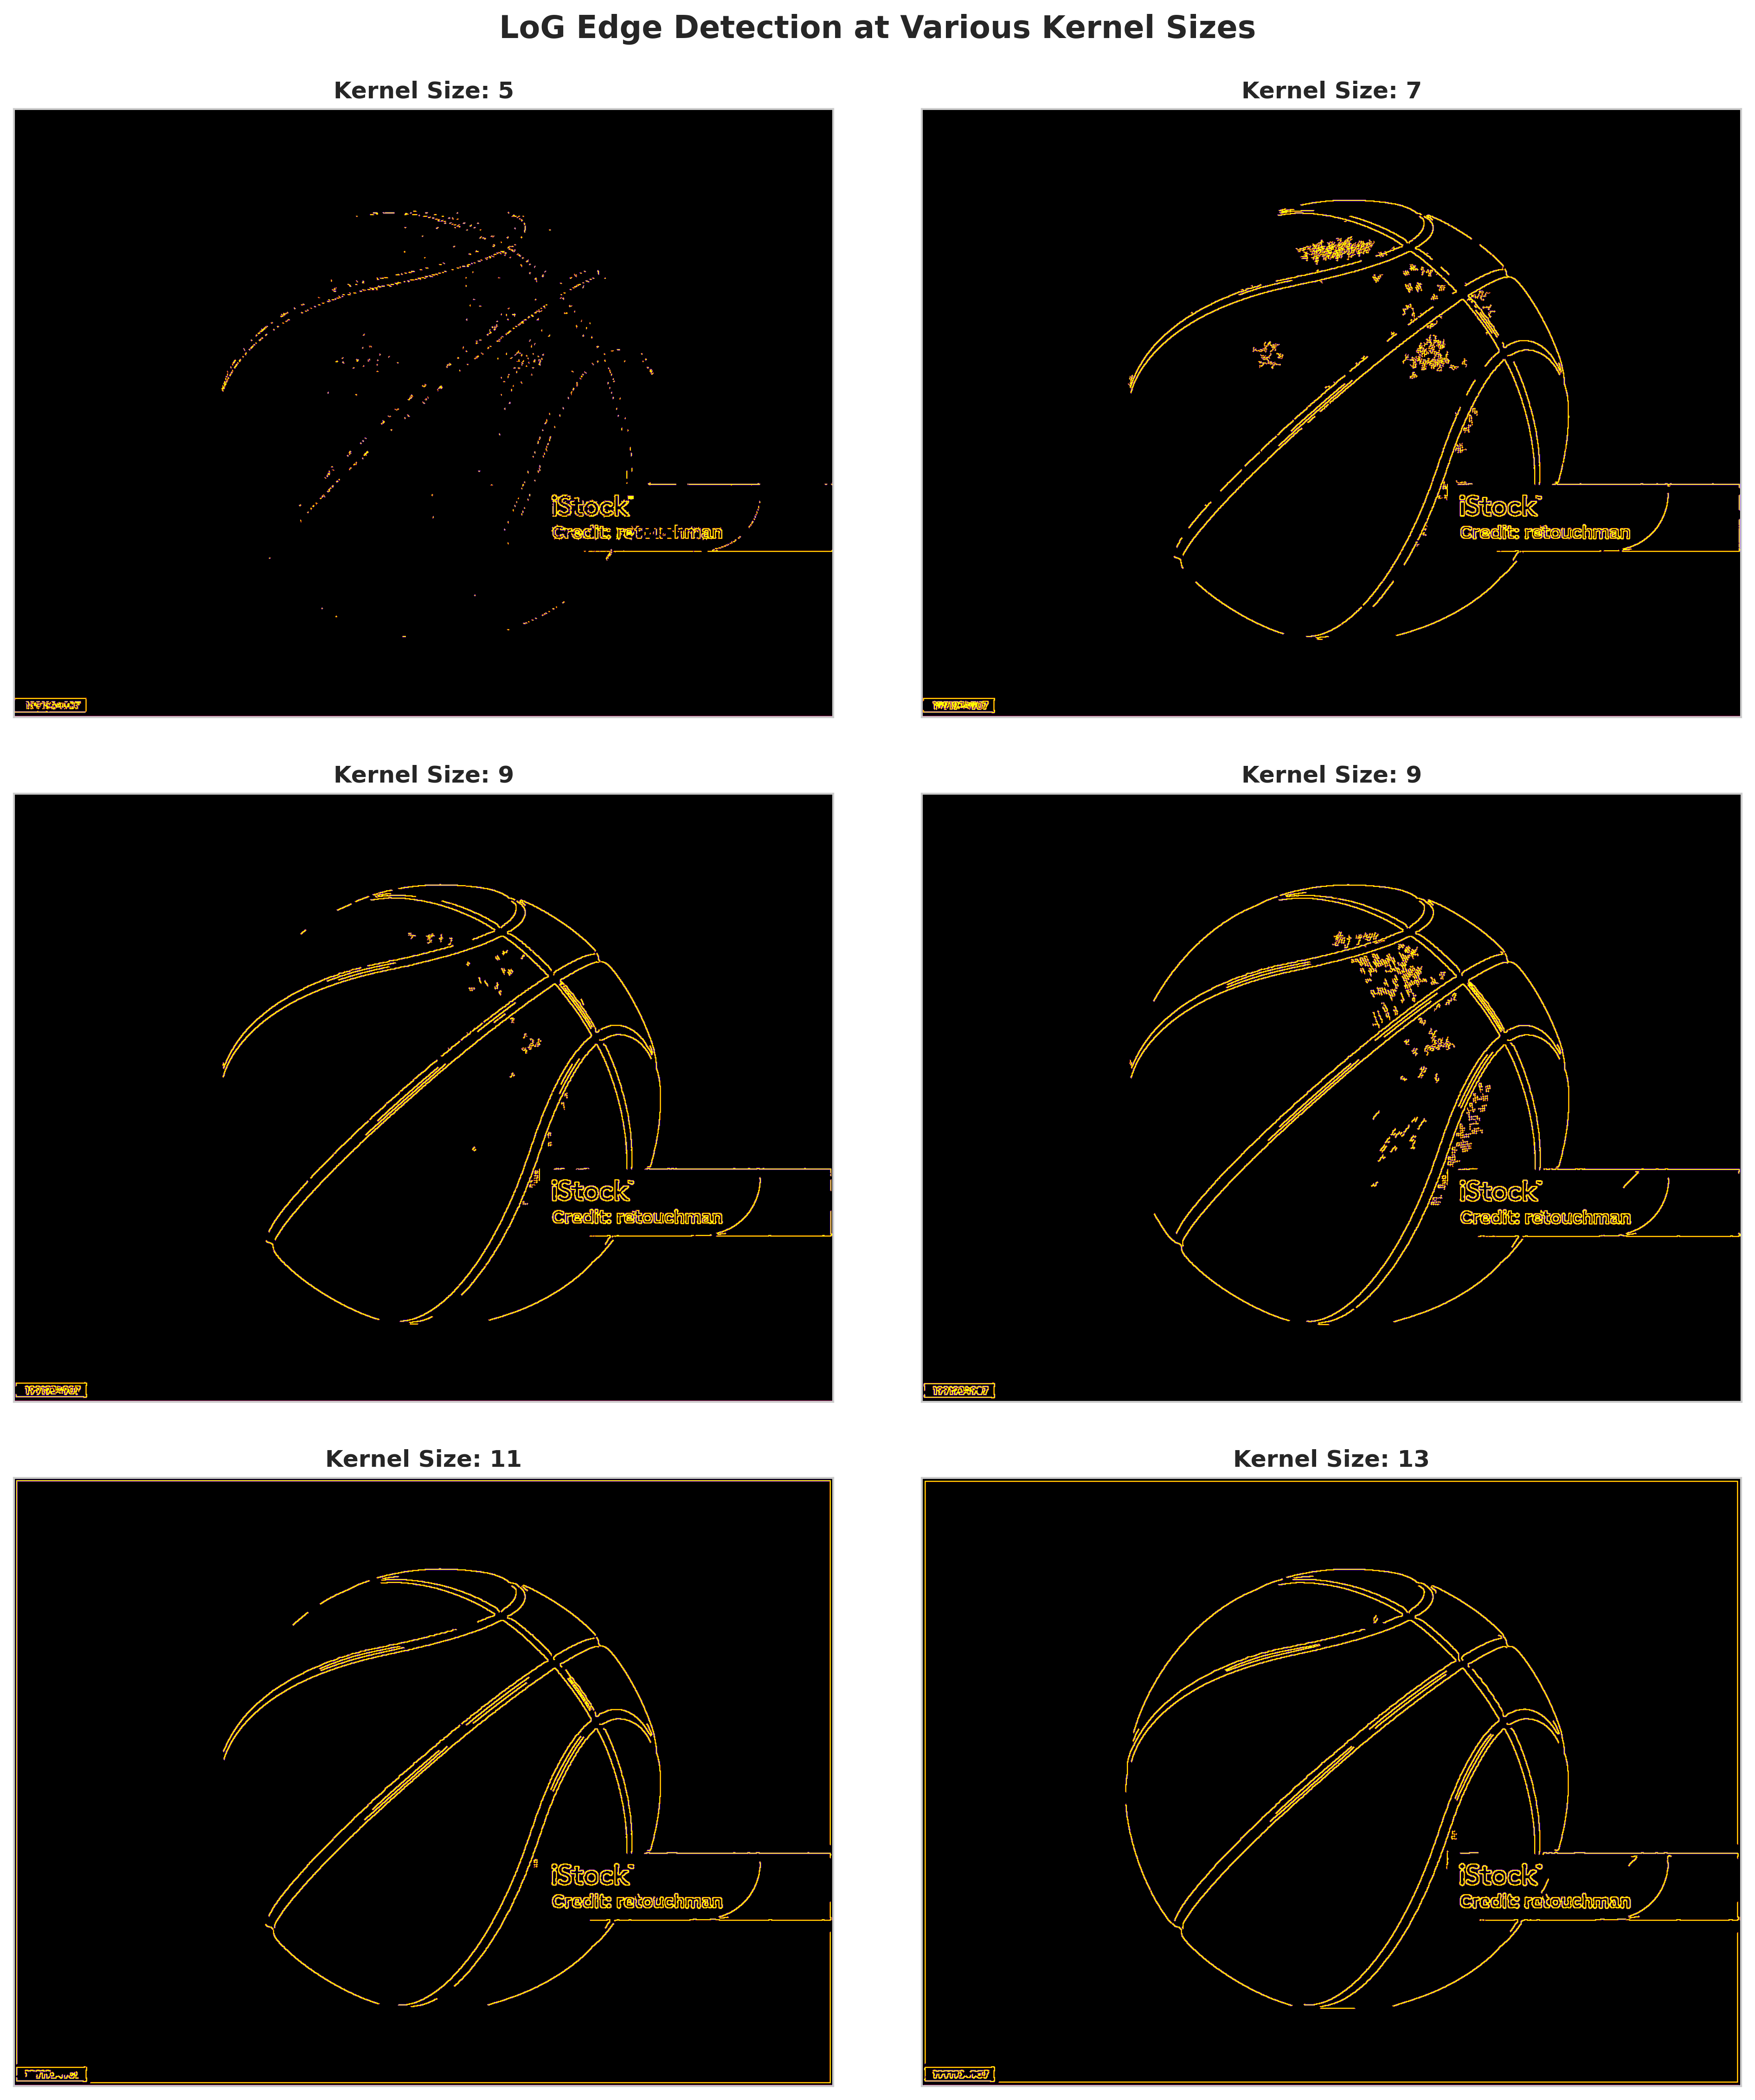 LoG Edge Detection at Various Kernel Sizes
Kernel Size: 5
Kernel Size: 7
iStock
Credit: retouchman
iStock
Credit: retouchman
Kernel Size: 9
Kernel Size: 9
iStock
Credit: retouchman
iStock
Credit: retouchman
Kernel Size: 11
Kernel Size: 13
iStock
Credit: retouchman
iStock
Credit: retouchman